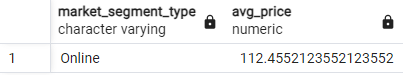 market_segment_type avg_price
character varying numeric
1 Online 112.4552123552123552